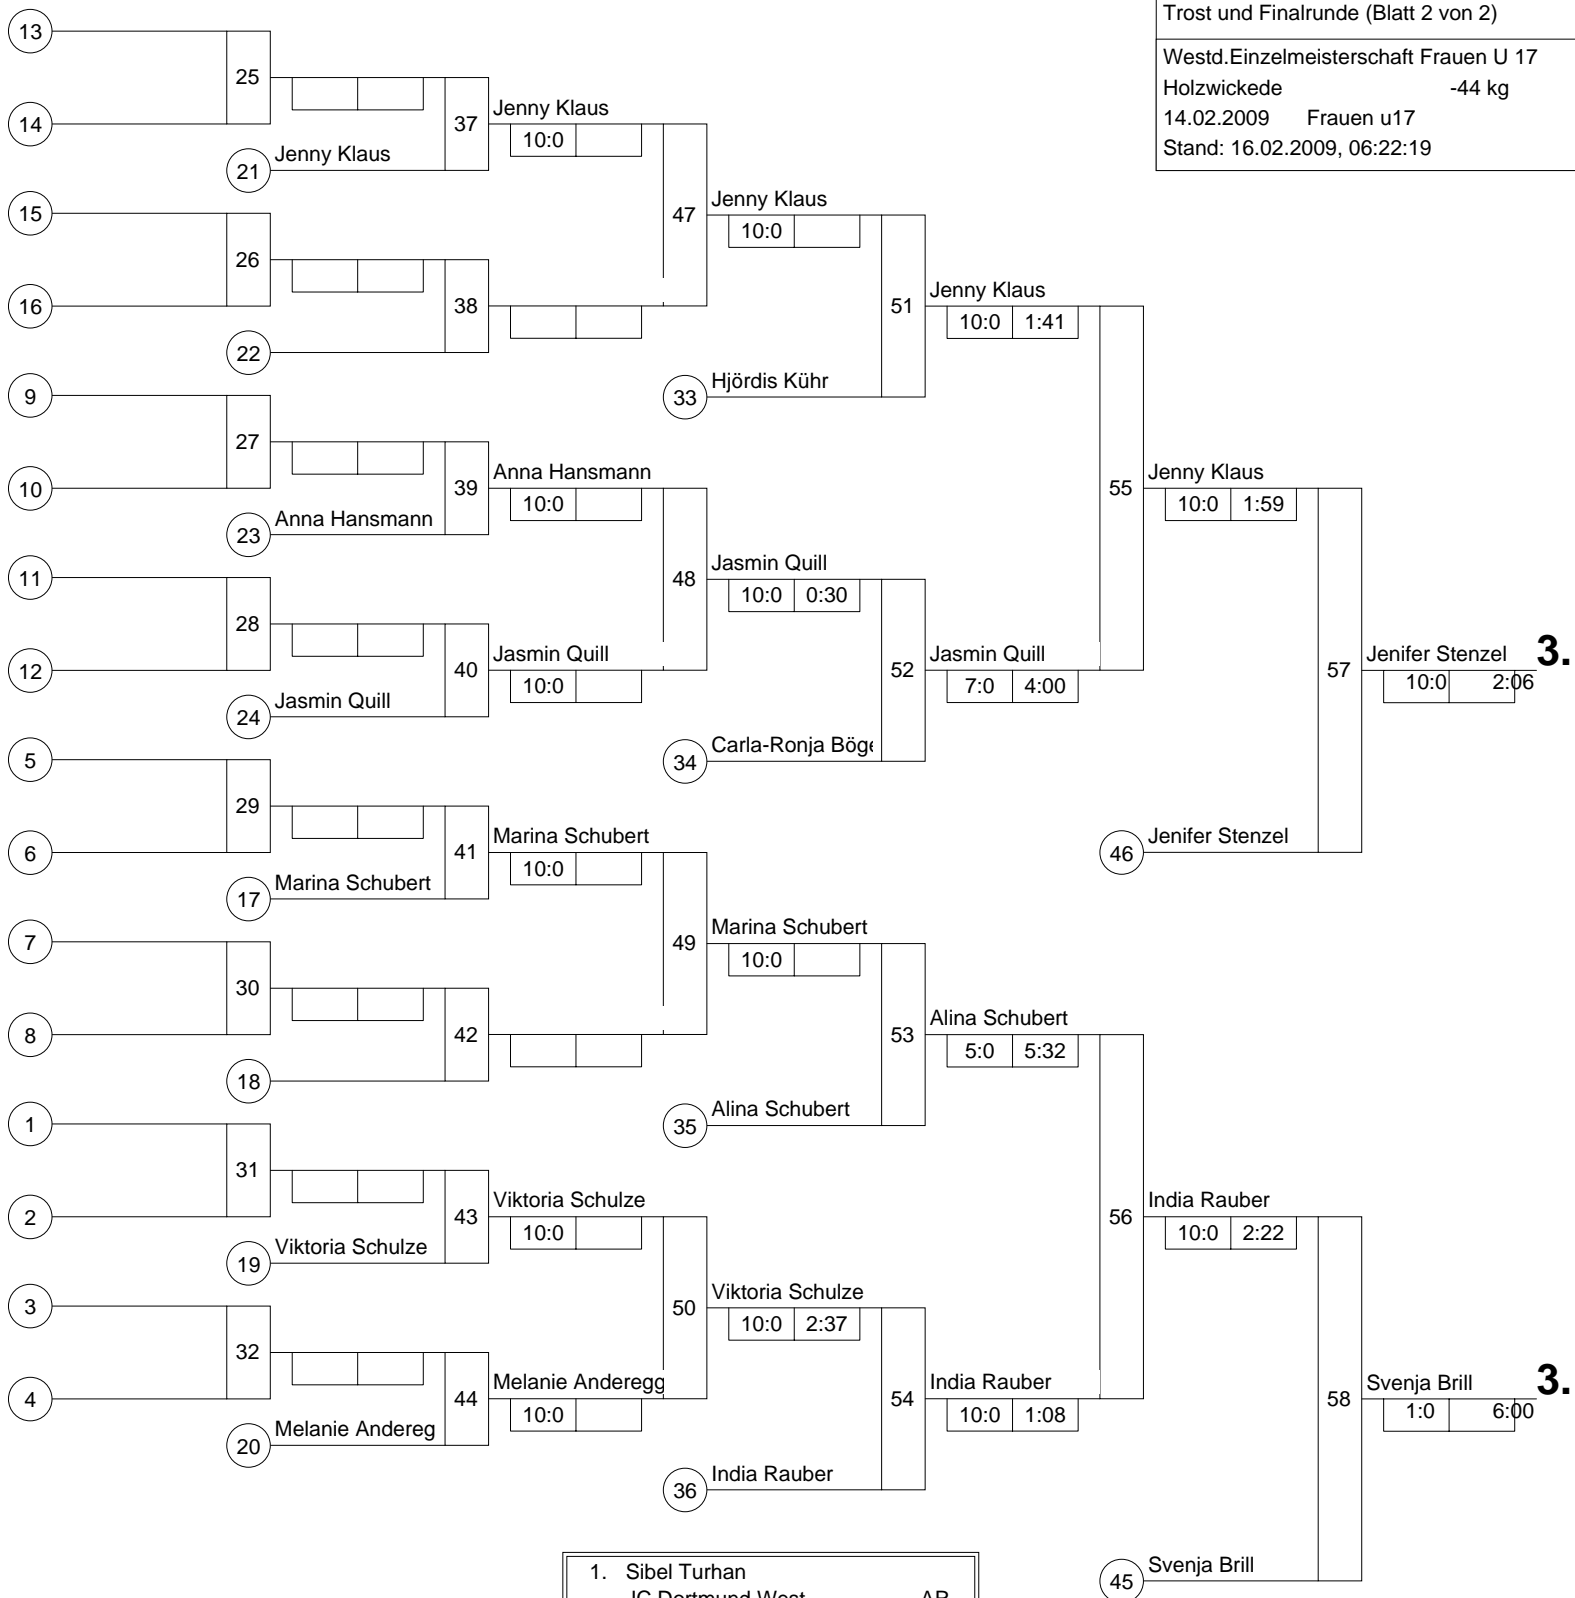 Trost und Finalrunde (Blatt 2 von 2)
Westd.Einzelmeisterschaft Frauen U 17
Holzwickede -44 kg
14.02.2009 Frauen u17
Stand: 16.02.2009, 06:22:19
13
25
14
37
Jenny Klaus
10:0
21
Jenny Klaus
15
26
16
38
22
47
Jenny Klaus
10:0
51
Jenny Klaus
10:0 1:41
33
Hjördis Kühr
9
27
10
39
Anna Hansmann
10:0
23
Anna Hansmann
11
28
12
40
Jasmin Quill
10:0
24
Jasmin Quill
48
Jasmin Quill
10:0 0:30
52
Jasmin Quill
7:0 4:00
34
Carla-Ronja
55
Jenny Klaus
10:0 1:59
57
Jenifer Stenzel 3.
10:0 2:06
46
Jenifer Stenzel
5
29
6
41
Marina Schubert
10:0
17
Marina Schubert
7
30
8
42
18
49
Marina Schubert
10:0
53
Alina Schubert
5:0 5:32
35
Alina Schubert
1
31
2
43
Viktoria Schulze
10:0
19
Viktoria Schulze
3
32
4
44
Melanie Anderegg
10:0
20
Melanie Andereg
50
Viktoria Schulze
10:0 2:37
54
India Rauber
10:0 1:08
36
India Rauber
56
India Rauber
10:0 2:22
58
Svenja Brill 3.
1:0 6:00
45
Svenja Brill
1. Sibel Turhan
JC Dortmund West AR